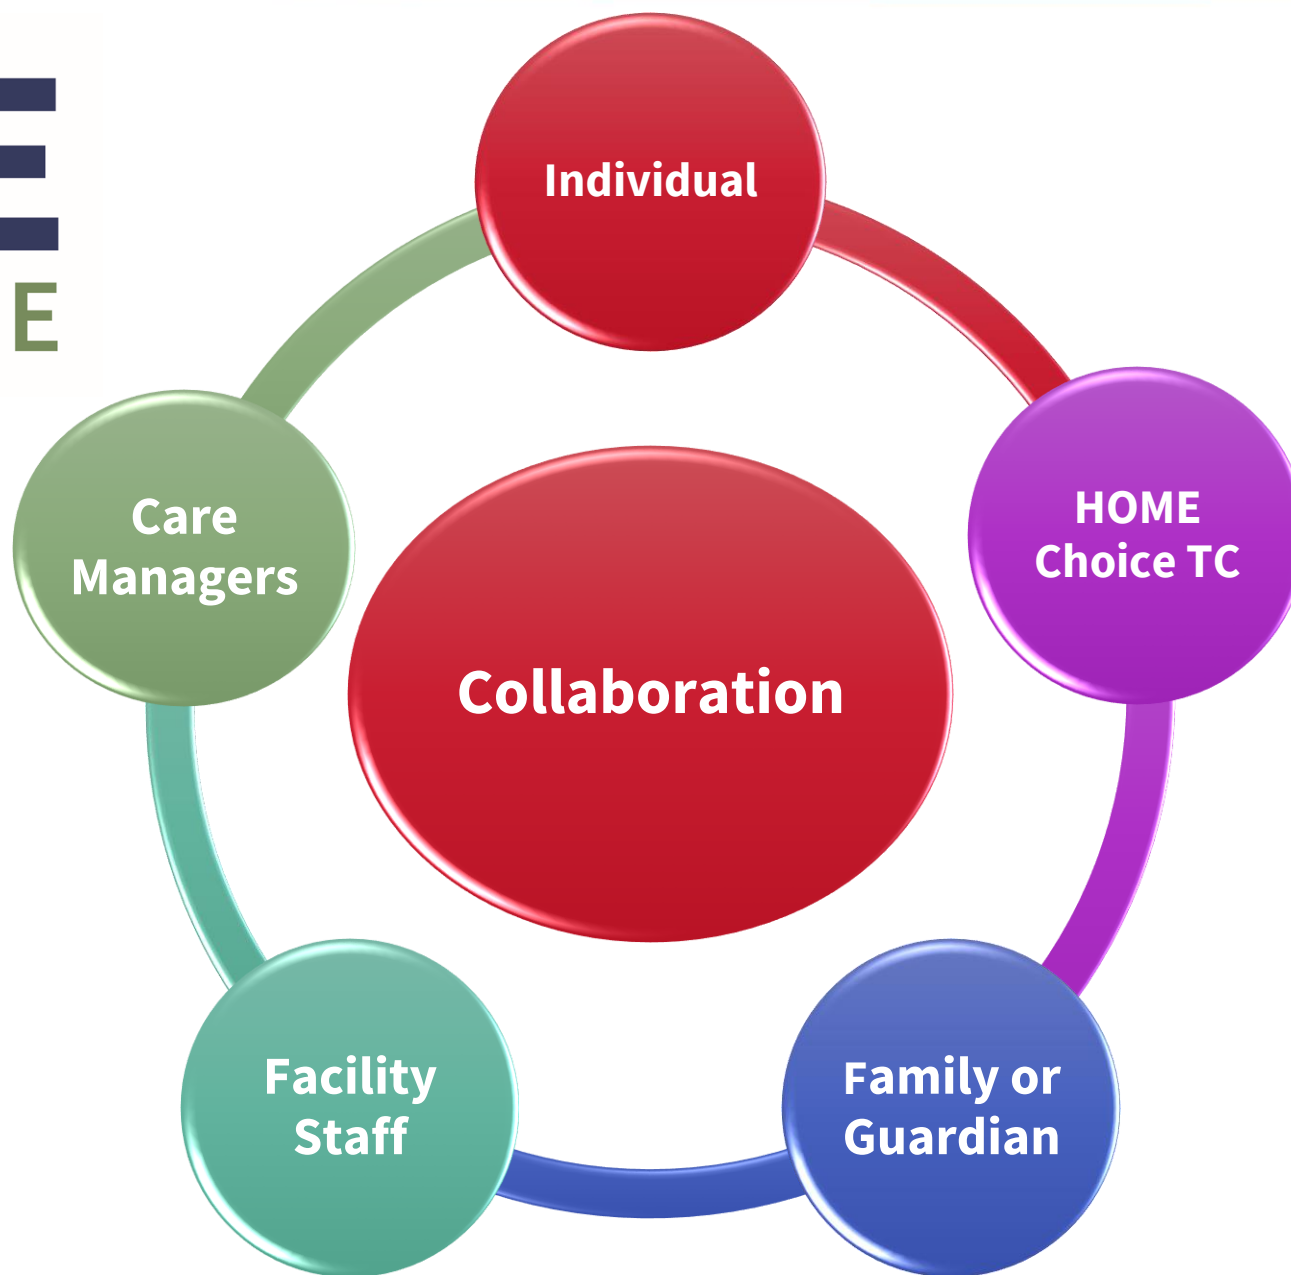 E
E
Individual
HOME
Choice TC
Care
Managers
Collaboration
Facility
Staff
Family or
Guardian